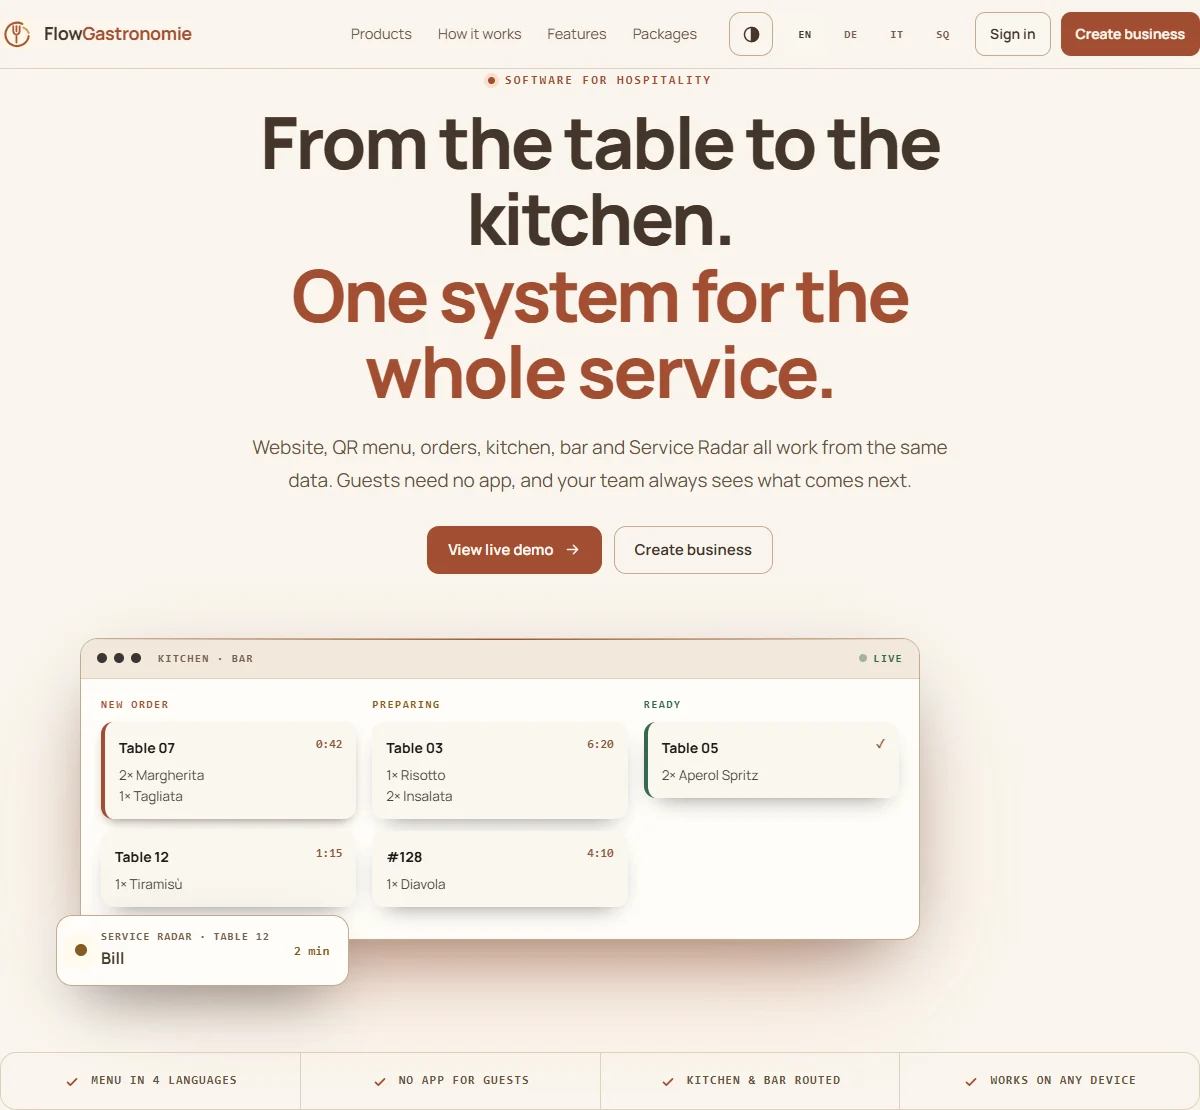 FlowGastronomie
Products How it works Features Packages EN DE IT SQ Sign in Create business
SOFTWARE FOR HOSPITALITY
From the table to the
kitchen.
One system for the
whole service.
Website, QR menu, orders, kitchen, bar and Service Radar all work from the same
data. Guests need no app, and your team always sees what comes next.
View live demo → Create business
KITCHEN · BAR LIVE
NEW ORDER
Table 07 0:42
2× Margherita
1× Tagliata
Table 12 1:15
1× Tiramisù
PREPARING
Table 03 6:20
1× Risotto
2× Insalata
#128 4:10
1× Diavola
READY
Table 05 ✓
2× Aperol Spritz
SERVICE RADAR · TABLE 12
Bill 2 min
✓ MENU IN 4 LANGUAGES
✓ NO APP FOR GUESTS
✓ KITCHEN & BAR ROUTED
✓ WORKS ON ANY DEVICE